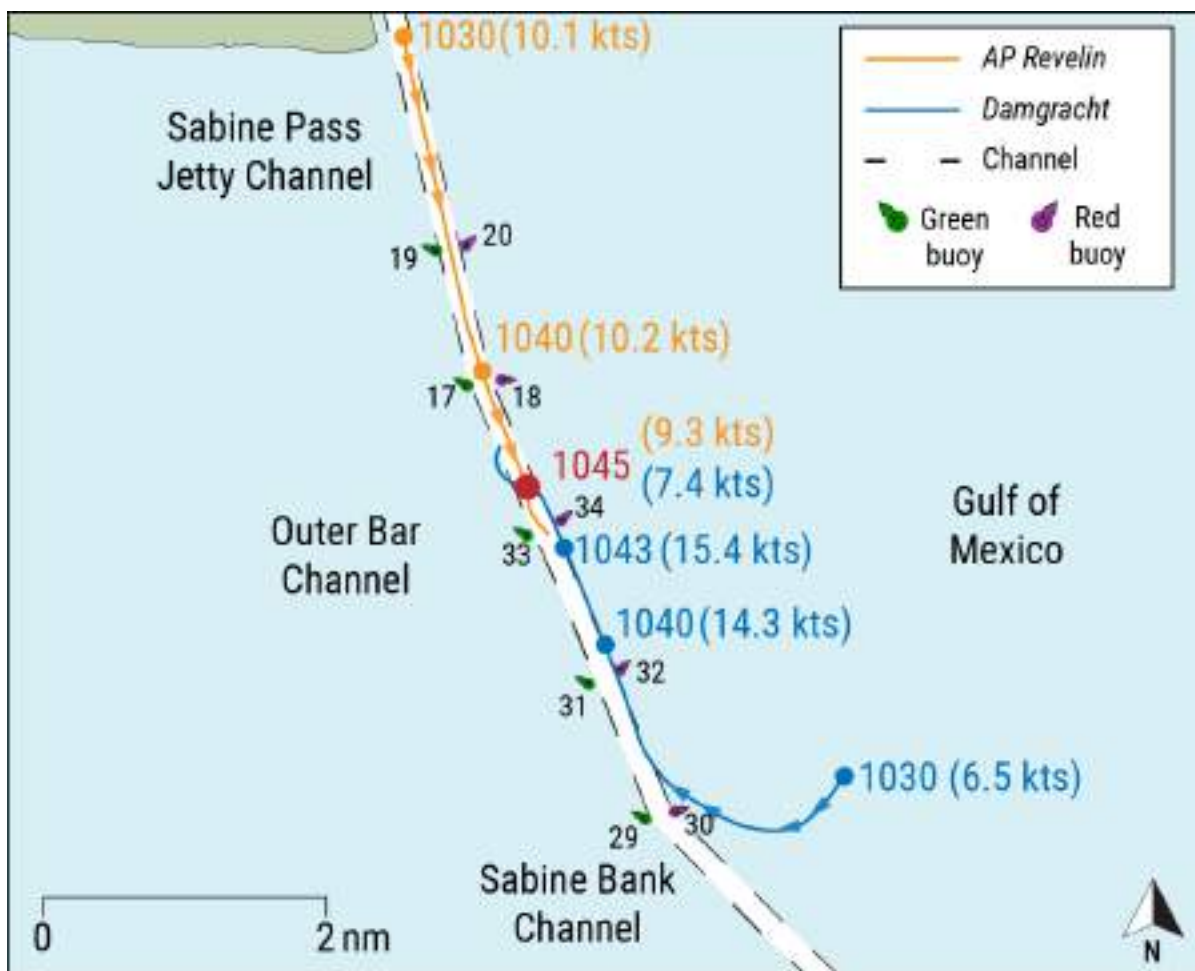 1030 (10.1 kts)
AP Revelin
Damgracht
Channel
Green
buoy
Red
buoy
Sabine Pass
Jetty Channel
19
20
1040 (10.2 kts)
17
18
1045
(9.3 kts)
(7.4 kts)
34
33
Outer Bar
Channel
Gulf of
Mexico
1043 (15.4 kts)
1040 (14.3 kts)
32
31
1030 (6.5 kts)
30
29
Sabine Bank
Channel
0
2 nm
N